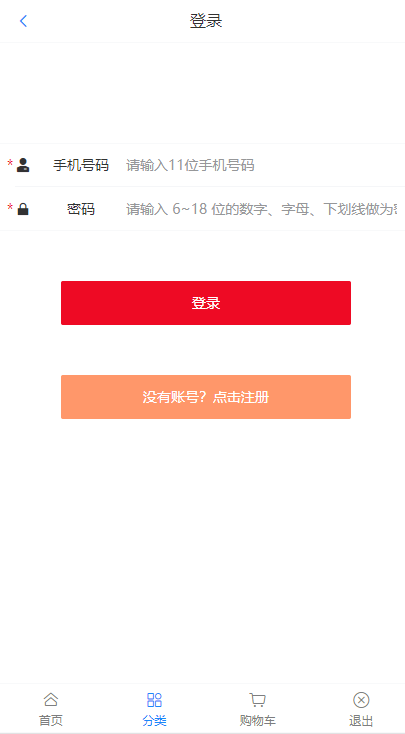 登录
* 手机号码 请输入11位手机号码
* 密码 请输入 6~18 位的数字、字母、下划线做为
登录
没有账号？点击注册
首页 分类 购物车 退出